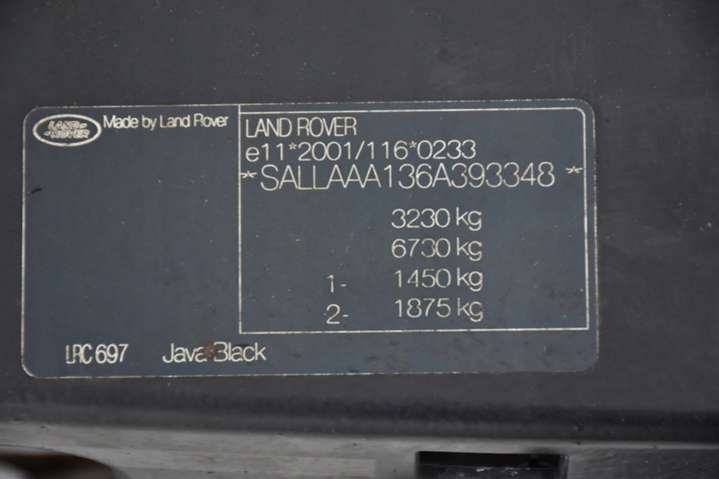 LAND ROVER
Made by Land Rover
LAND ROVER
e11*2001/116*0233
*SALLAAA136A393348*
3230 kg
6730 kg
1- 1450 kg
2- 1875 kg
LRC 697 Java Black